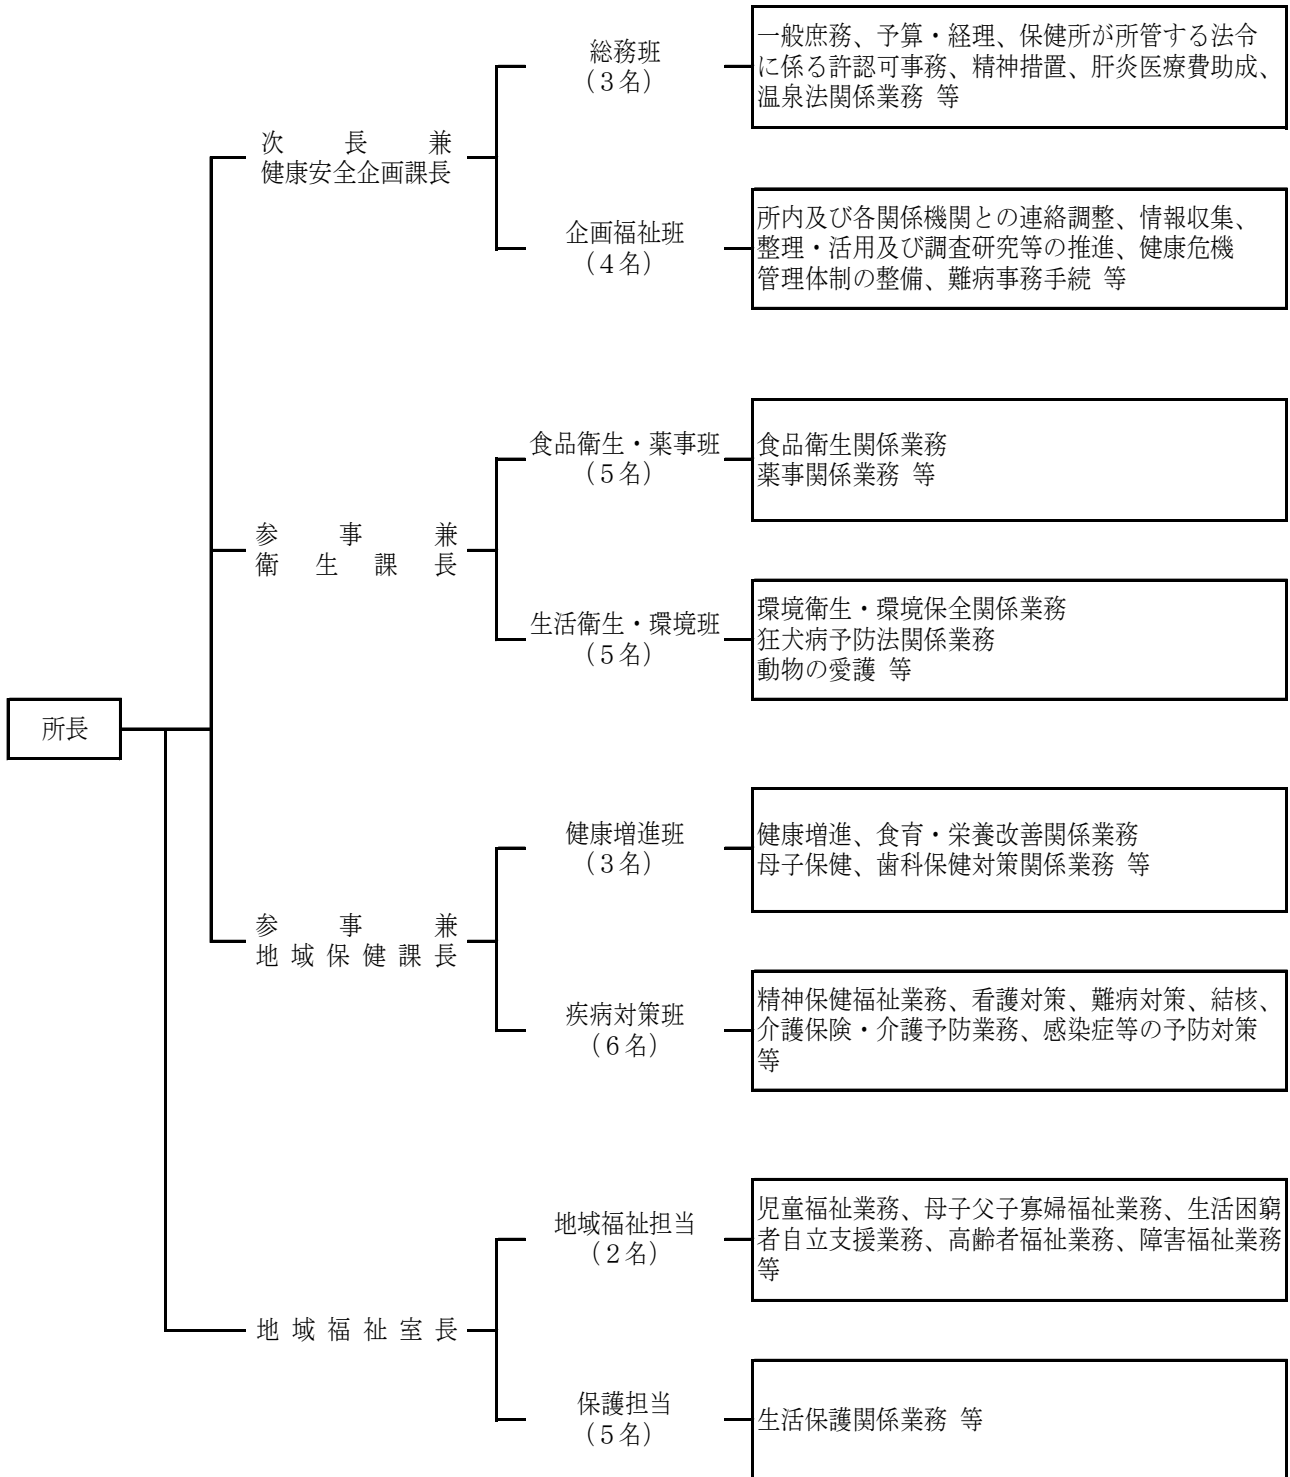 所長
次長兼
健康安全企画課長
総務班
（３名）
一般庶務、予算・経理、保健所が所管する法令
に係る許認可事務、精神措置、肝炎医療費助成、
温泉法関係業務 等
企画福祉班
（４名）
所内及び各関係機関との連絡調整、情報収集、
整理・活用及び調査研究等の推進、健康危機
管理体制の整備、難病事務手続 等
参事兼
衛生課長
食品衛生・薬事班
（５名）
食品衛生関係業務
薬事関係業務 等
生活衛生・環境班
（５名）
環境衛生・環境保全関係業務
狂犬病予防法関係業務
動物の愛護 等
参事兼
地域保健課長
健康増進班
（３名）
健康増進、食育・栄養改善関係業務
母子保健、歯科保健対策関係業務 等
疾病対策班
（６名）
精神保健福祉業務、看護対策、難病対策、結核、
介護保険・介護予防業務、感染症等の予防対策
等
地域福祉室長
地域福祉担当
（２名）
児童福祉業務、母子父子寡婦福祉業務、生活困窮
者自立支援業務、高齢者福祉業務、障害福祉業務
等
保護担当
（５名）
生活保護関係業務 等